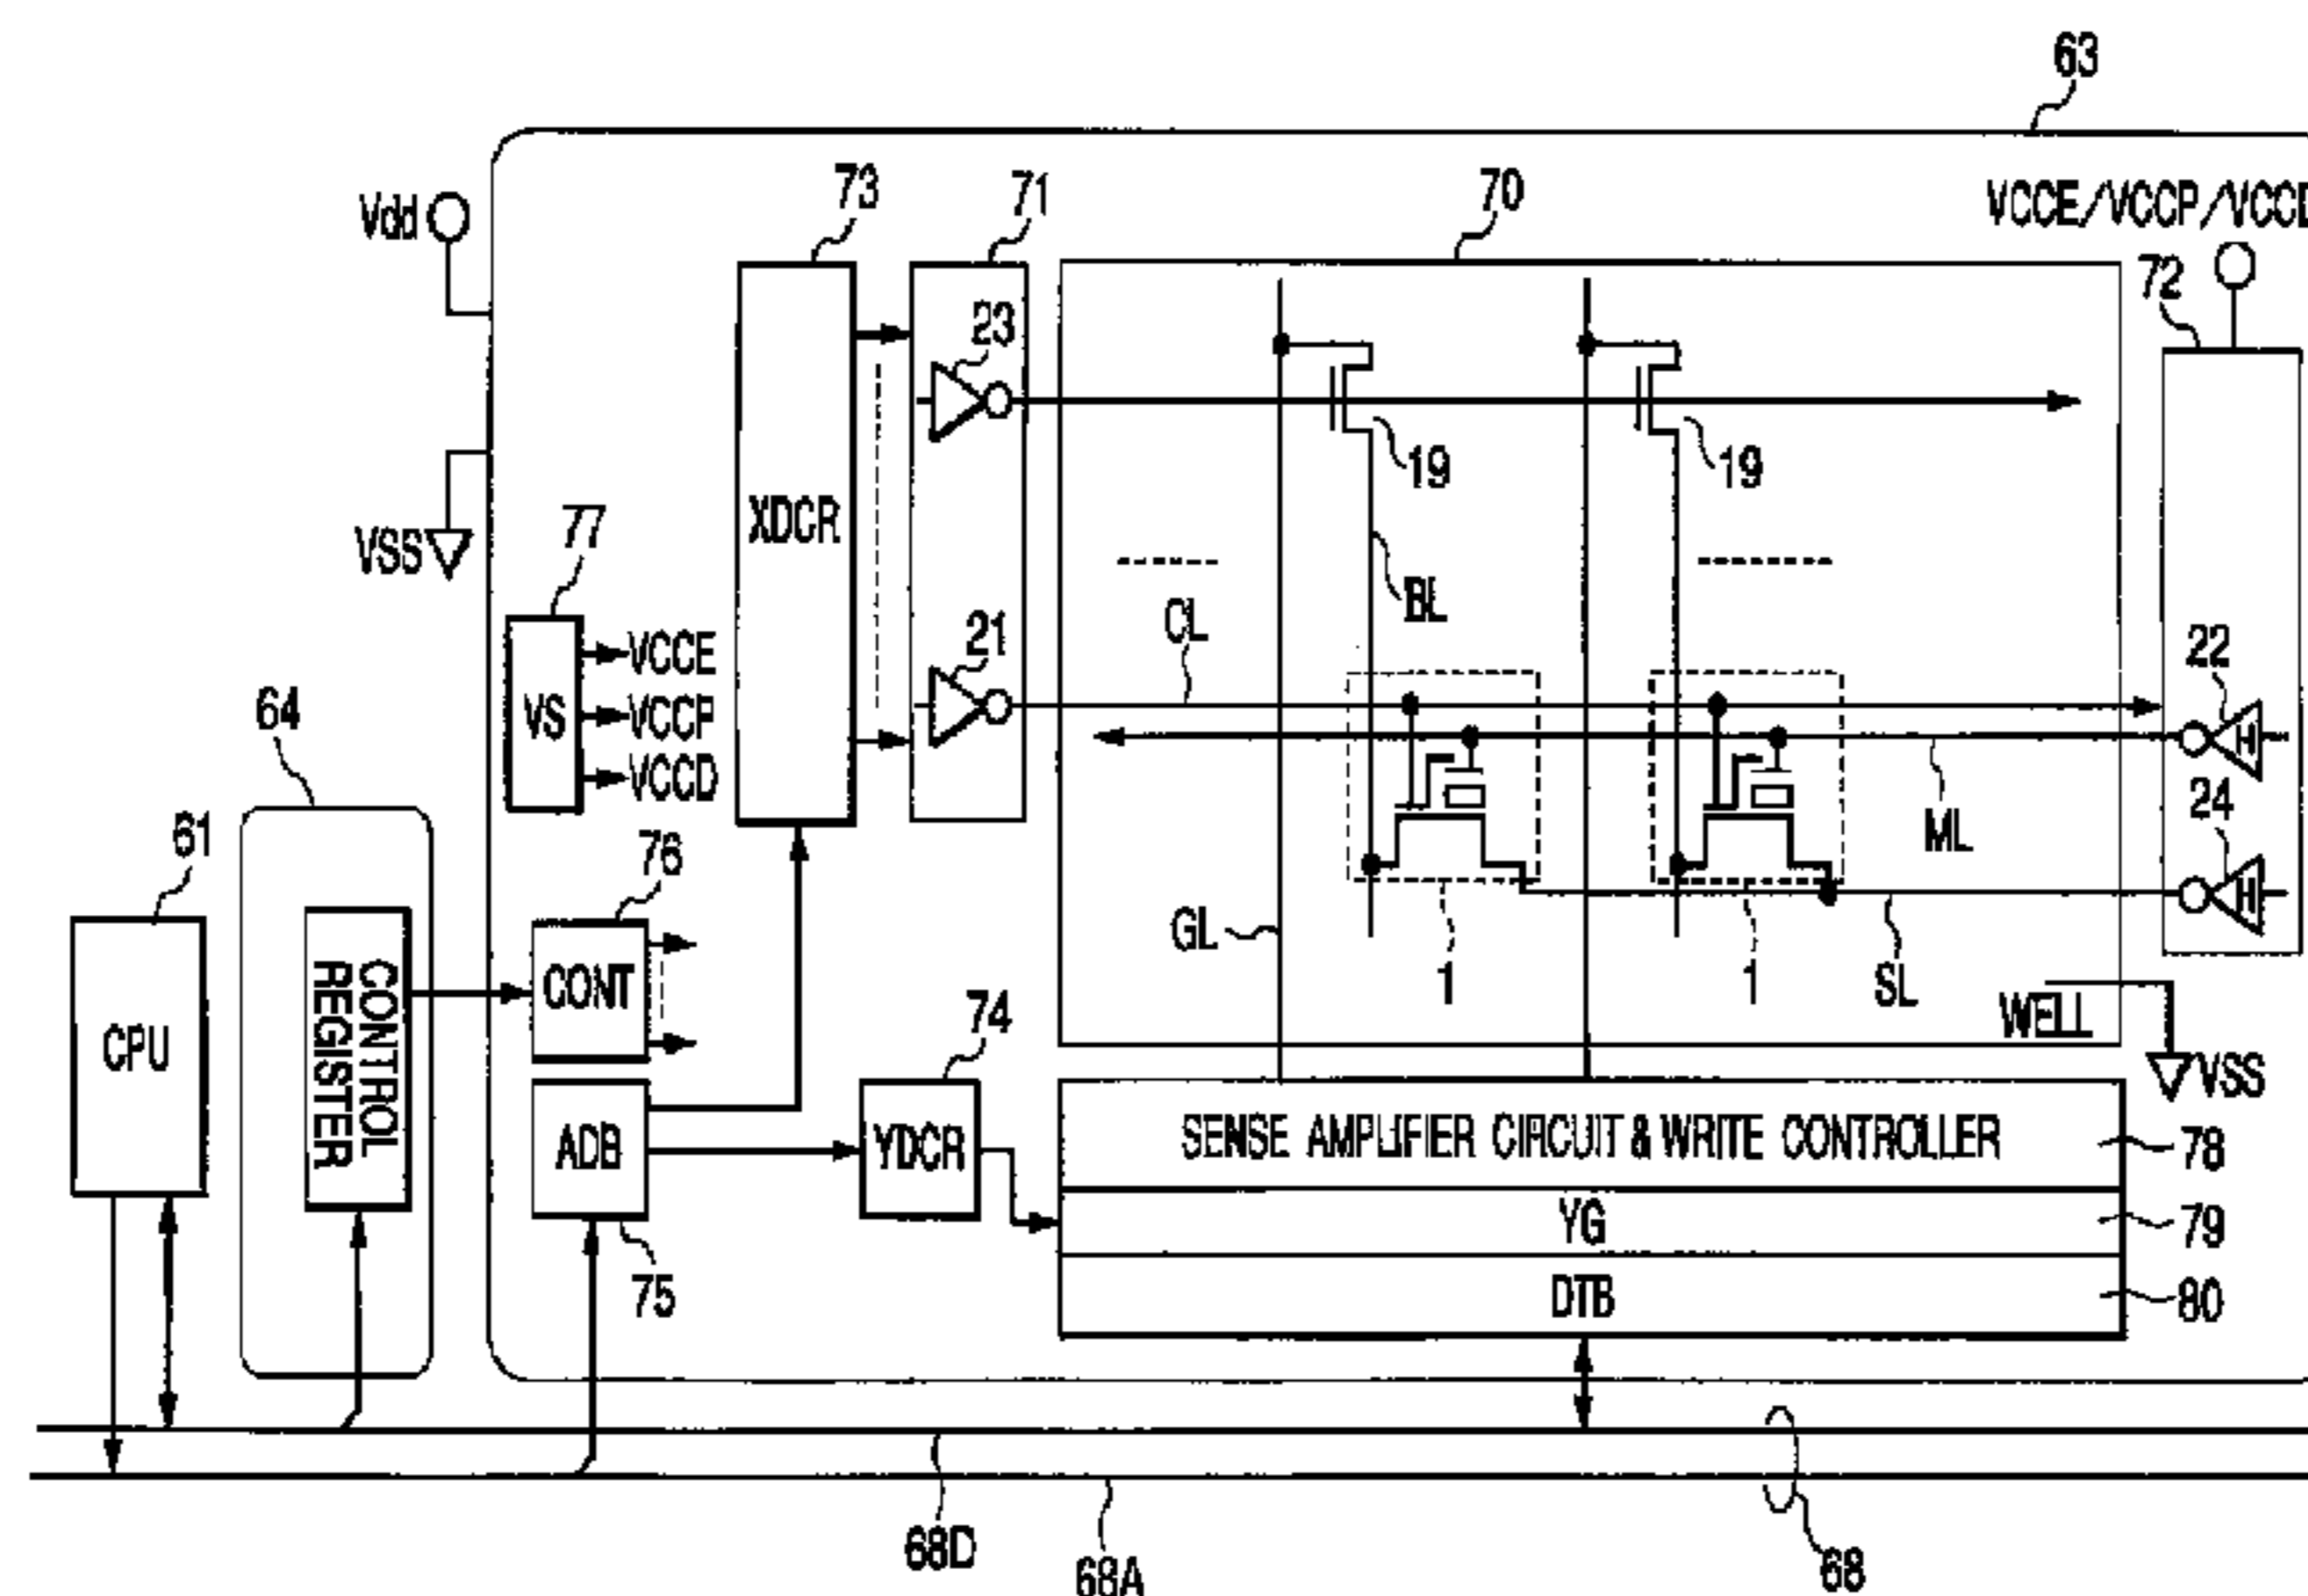 63
73
71
70
VCCE/VCCP/VCCD
Vdd
72
23
19
19
XDCR
VSS
77
BL
CL
21
22
VCCE
64
VS
VCCP
VCCD
24
61
76
ML
GL
CONTROL
REGISTER
CONT
1
1
SL
WELL
CPU
74
VSS
ADB
YDCR
SENSE AMPLIFIER CIRCUIT & WRITE CONTROLLER
78
YG
79
75
DTB
80
68D
68A
68
H
H